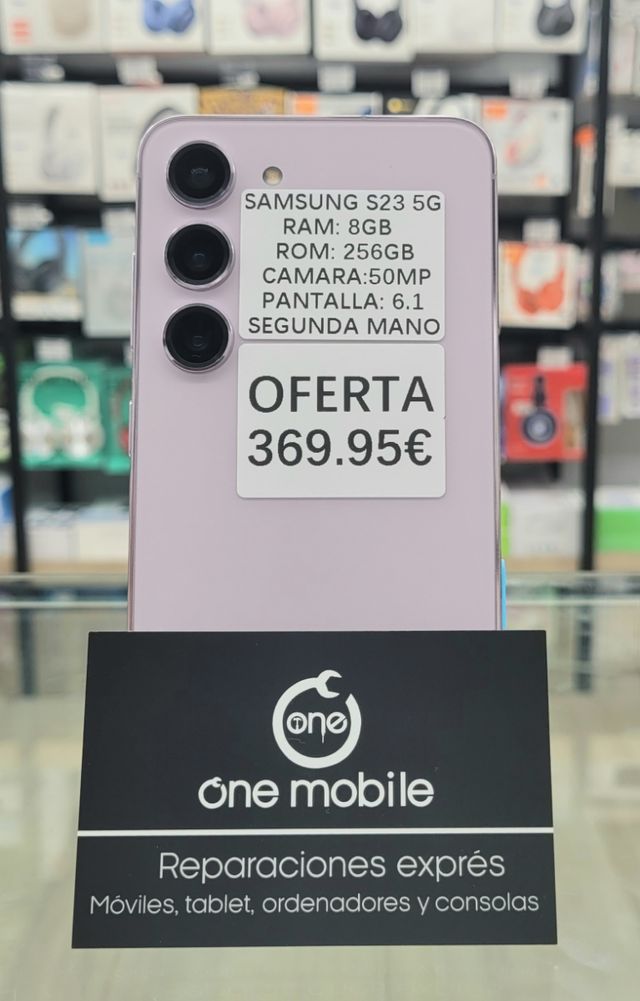 SAMSUNG S23 5G
RAM: 8GB
ROM: 256GB
CAMARA:50MP
PANTALLA: 6.1
SEGUNDA MANO
OFERTA
369.95€
one
one mobile
Reparaciones exprés
Móviles, tablet, ordenadores y consolas